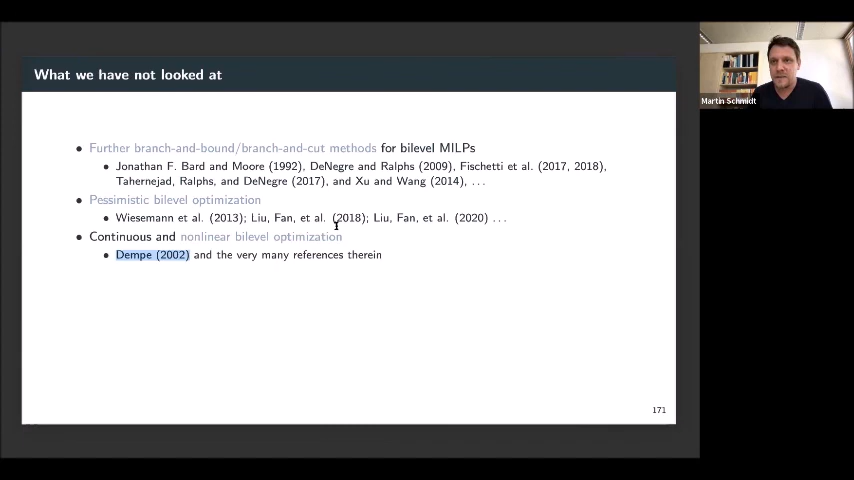 What we have not looked at
Martin Schmidt
• Further branch-and-bound/branch-and-cut methods for bilevel MILPs
• Jonathan F. Bard and Moore (1992), DeNegre and Ralphs (2009), Fischetti et al. (2017, 2018),
Tahernejad, Ralphs, and DeNegre (2017), and Xu and Wang (2014), ...
• Pessimistic bilevel optimization
• Wiesemann et al. (2013); Liu, Fan, et al. (2018); Liu, Fan, et al. (2020) ...
• Continuous and nonlinear bilevel optimization
• Dempe (2002) and the very many references therein
171